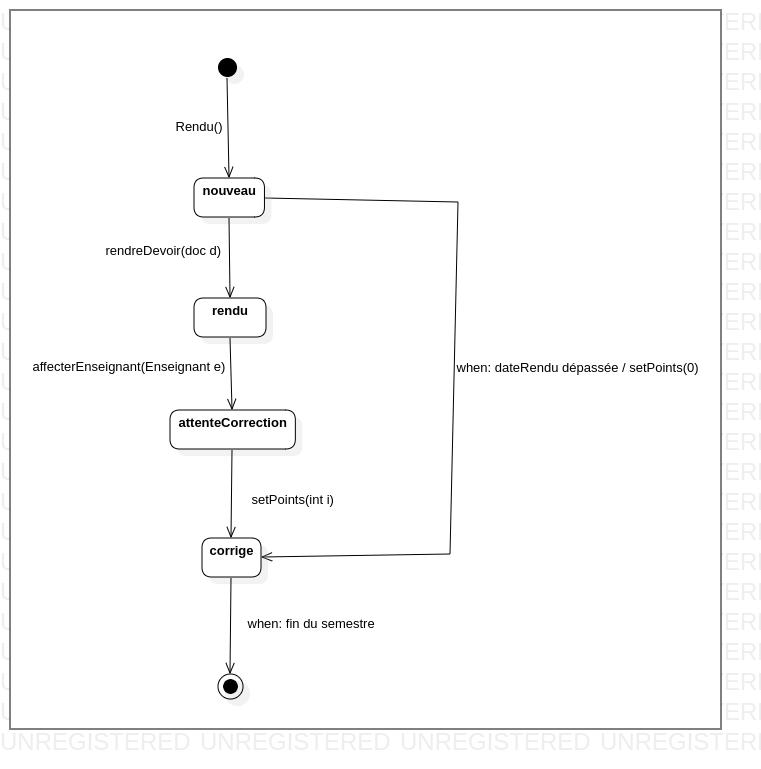 Rendu()
nouveau
rendreDevoir(doc d)
rendu
affecterEnseignant(Enseignant e)
when: dateRendu dépassée / setPoints(0)
attenteCorrection
setPoints(int i)
corrige
when: fin du semestre
UNREGISTERED UNREGISTERED UNREGISTERED UNREGISTERE